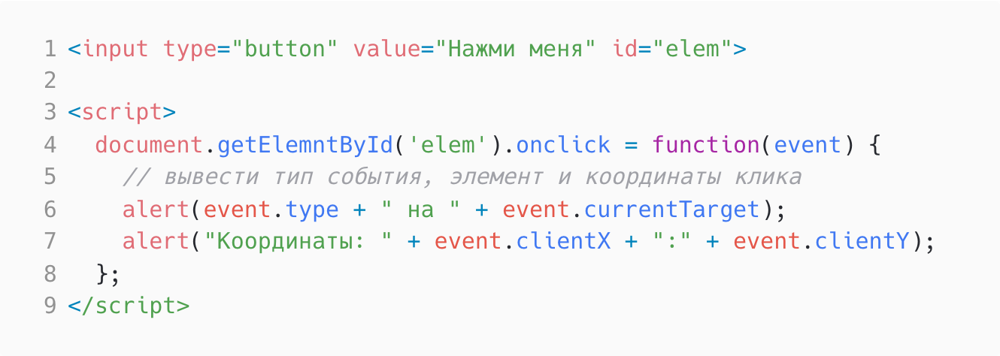 1 <input type="button" value="Нажми меня" id="elem">
2
3 <script>
4   document.getElemntById('elem').onclick = function(event) {
5     // вывести тип события, элемент и координаты клика
6     alert(event.type + " на " + event.currentTarget);
7     alert("Координаты: " + event.clientX + ":" + event.clientY);
8   };
9 </script>